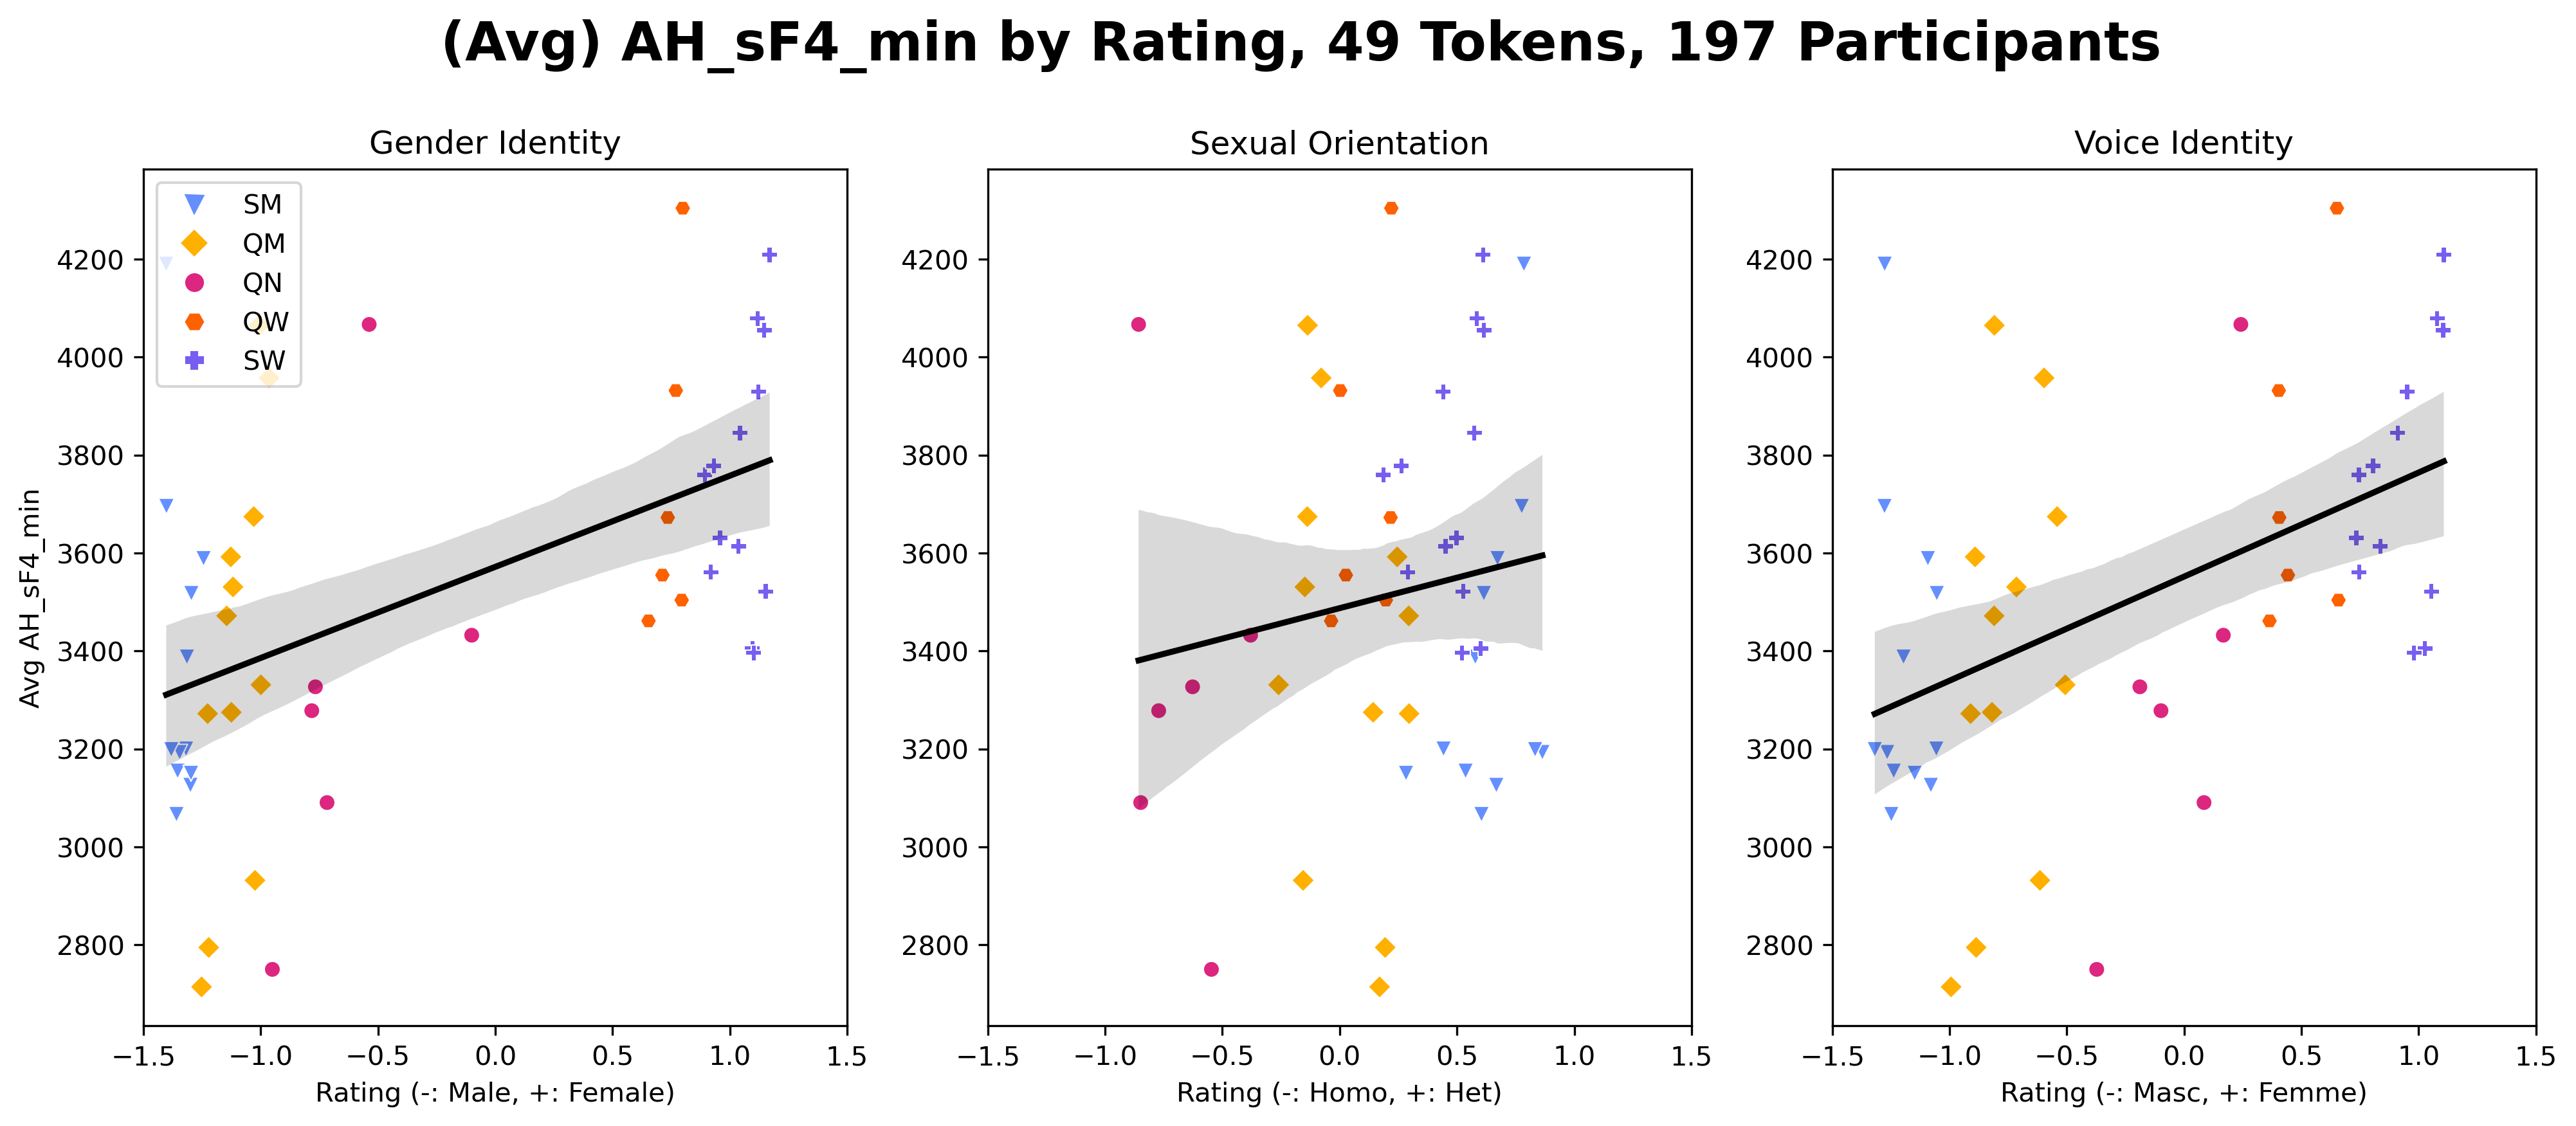 (Avg) AH_sF4_min by Rating, 49 Tokens, 197 Participants
Gender Identity
Sexual Orientation
Voice Identity
SM
QM
QN
QW
SW
Avg AH_sF4_min
4200
4000
3800
3600
3400
3200
3000
2800
−1.5 −1.0 −0.5 0.0 0.5 1.0 1.5
Rating (-: Male, +: Female)
4200
4000
3800
3600
3400
3200
3000
2800
−1.5 −1.0 −0.5 0.0 0.5 1.0 1.5
Rating (-: Homo, +: Het)
4200
4000
3800
3600
3400
3200
3000
2800
−1.5 −1.0 −0.5 0.0 0.5 1.0 1.5
Rating (-: Masc, +: Femme)